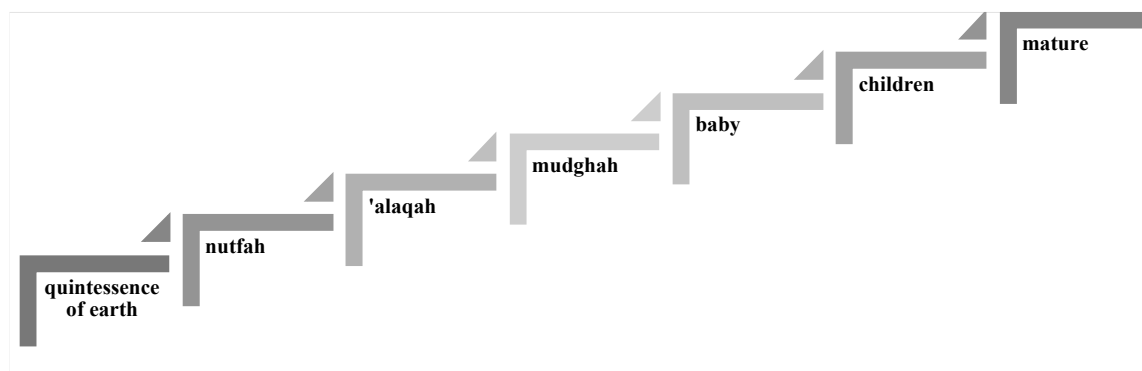 quintessence
of earth
nutfah
'alaqah
mudghah
baby
children
mature